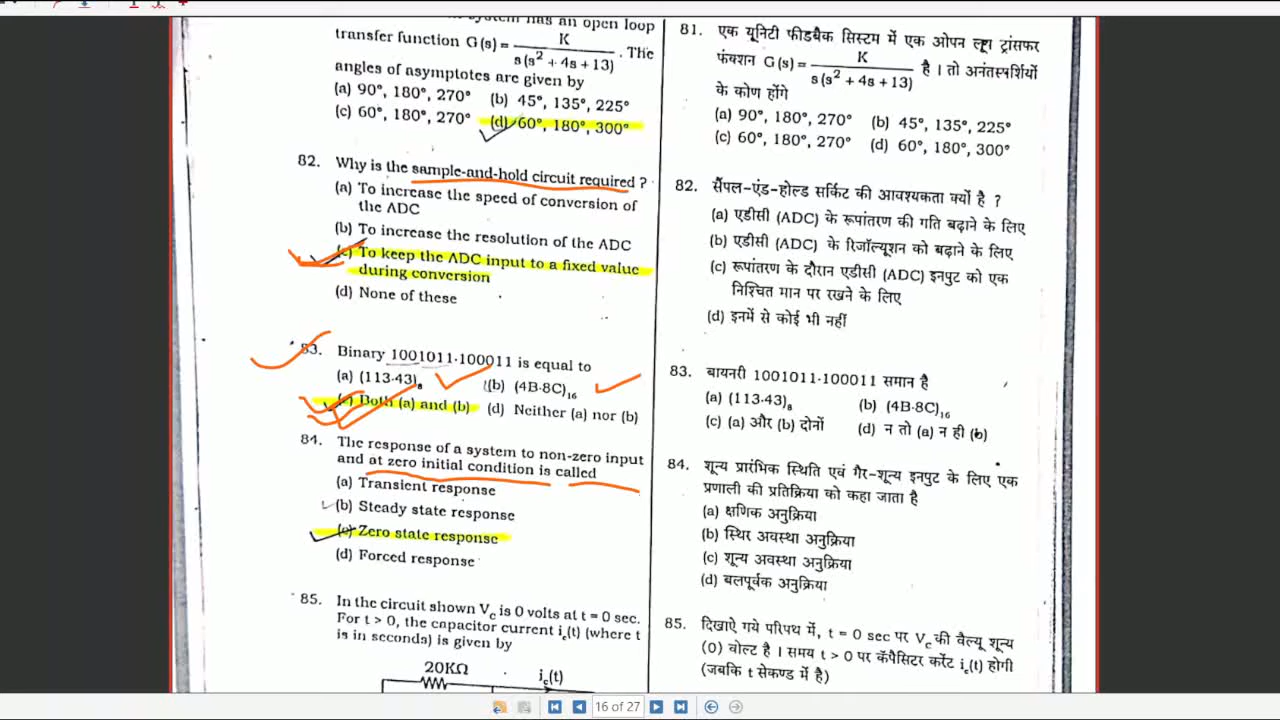 system has an open loop
transfer function G(s)= K / s(s² + 4s + 13) . The
angles of asymptotes are given by
(a) 90°, 180°, 270° (b) 45°, 135°, 225°
(c) 60°, 180°, 270° (d) 60°, 180°, 300°
82. Why is the sample-and-hold circuit required ?
(a) To increase the speed of conversion of
the ADC
(b) To increase the resolution of the ADC
(c) To keep the ADC input to a fixed value
during conversion
(d) None of these
83. Binary 1001011·100011 is equal to
(a) (113·43)₈ (b) (4B·8C)₁₆
(c) Both (a) and (b) (d) Neither (a) nor (b)
84. The response of a system to non-zero input
and at zero initial condition is called
(a) Transient response
(b) Steady state response
(c) Zero state response
(d) Forced response
85. In the circuit shown V꜀ is 0 volts at t = 0 sec.
For t > 0, the capacitor current i꜀(t) (where t
is in seconds) is given by
20KΩ i꜀(t)
81. एक यूनिटी फीडबैक सिस्टम में एक ओपन लूप ट्रांसफर
फंक्शन G(s)= K / s(s² + 4s + 13) है । तो अनंतस्पर्शियों
के कोण होंगे
(a) 90°, 180°, 270° (b) 45°, 135°, 225°
(c) 60°, 180°, 270° (d) 60°, 180°, 300°
82. सैंपल-एंड-होल्ड सर्किट की आवश्यकता क्यों है ?
(a) एडीसी (ADC) के रूपांतरण की गति बढ़ाने के लिए
(b) एडीसी (ADC) के रिजॉल्यूशन को बढ़ाने के लिए
(c) रूपांतरण के दौरान एडीसी (ADC) इनपुट को एक
निश्चित मान पर रखने के लिए
(d) इनमें से कोई भी नहीं
83. बायनरी 1001011·100011 समान है
(a) (113·43)₈ (b) (4B·8C)₁₆
(c) (a) और (b) दोनों (d) न तो (a) न ही (b)
84. शून्य प्रारंभिक स्थिति एवं गैर-शून्य इनपुट के लिए एक
प्रणाली की प्रतिक्रिया को कहा जाता है
(a) क्षणिक अनुक्रिया
(b) स्थिर अवस्था अनुक्रिया
(c) शून्य अवस्था अनुक्रिया
(d) बलपूर्वक अनुक्रिया
85. दिखाऐ गये परिपथ में, t = 0 sec पर V꜀ की वैल्यू शून्य
(0) वोल्ट है । समय t > 0 पर कॅपैसिटर करेंट i꜀(t) होगी
(जबकि t सेकण्ड में है)
16 of 27